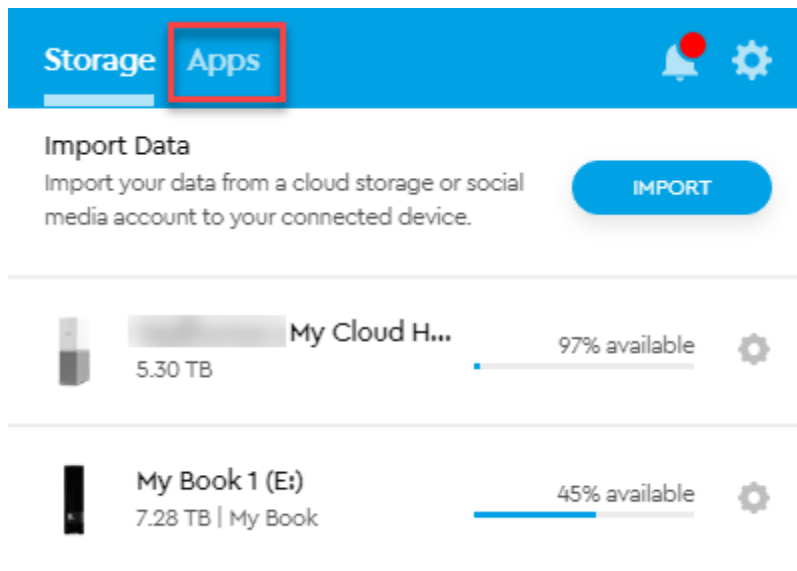 Storage Apps
Import Data
Import your data from a cloud storage or social
media account to your connected device.
IMPORT
My Cloud H...
5.30 TB
97% available
My Book 1 (E:)
7.28 TB | My Book
45% available